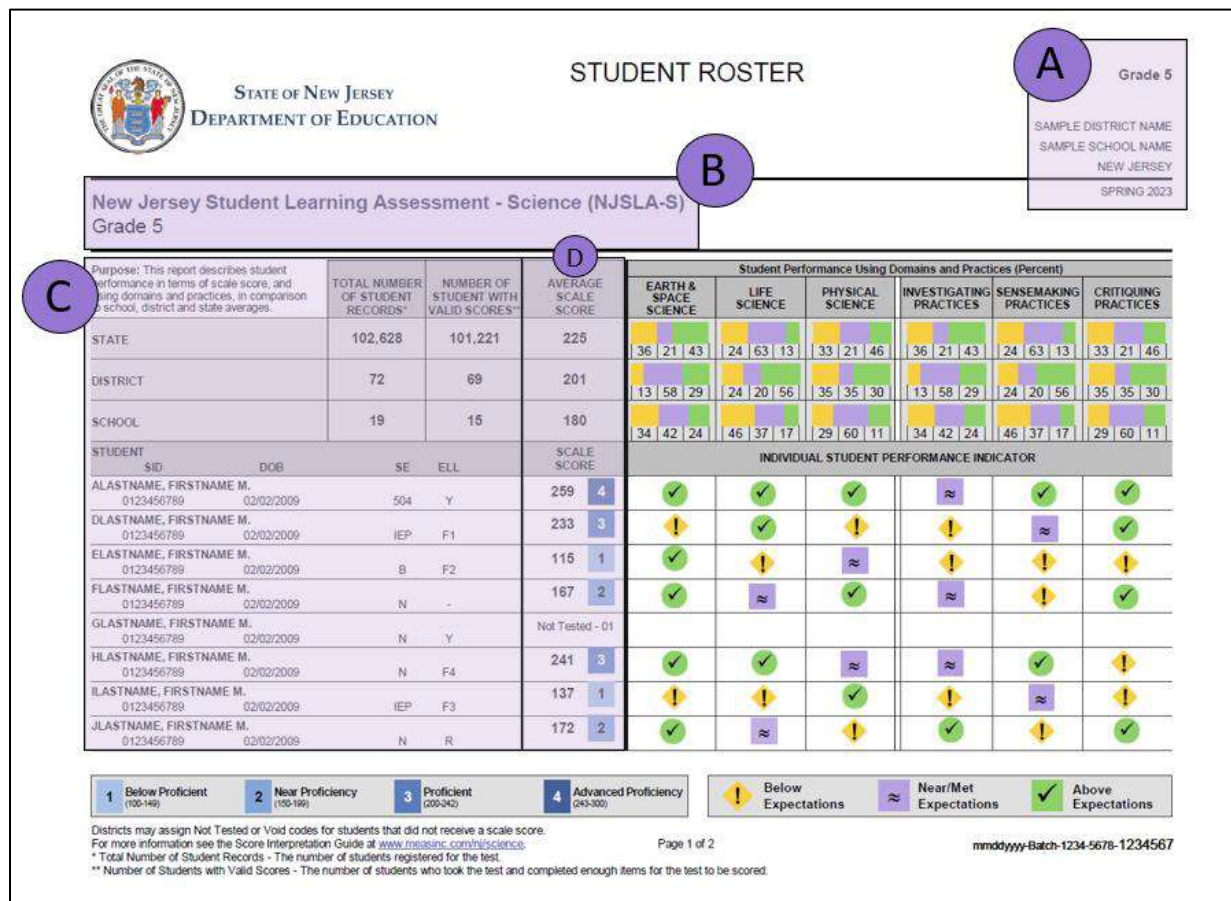 STUDENT ROSTER
STATE OF NEW JERSEY
DEPARTMENT OF EDUCATION
A
Grade 5
SAMPLE DISTRICT NAME
SAMPLE SCHOOL NAME
NEW JERSEY
SPRING 2023
B
New Jersey Student Learning Assessment - Science (NJSLA-S)
Grade 5
C
D
Purpose: This report describes student
performance in terms of scale score, and
using domains and practices, in comparison
to school, district and state averages.
TOTAL NUMBER OF STUDENT RECORDS*
NUMBER OF STUDENT WITH VALID SCORES**
AVERAGE SCALE SCORE
Student Performance Using Domains and Practices (Percent)
EARTH & SPACE SCIENCE
LIFE SCIENCE
PHYSICAL SCIENCE
INVESTIGATING PRACTICES
SENSEMAKING PRACTICES
CRITIQUING PRACTICES
STATE 102,628 101,221 225
36 | 21 | 43 24 | 63 | 13 33 | 21 | 46 36 | 21 | 43 24 | 63 | 13 33 | 21 | 46
DISTRICT 72 69 201
13 | 58 | 29 24 | 20 | 56 35 | 35 | 30 13 | 58 | 29 24 | 20 | 56 35 | 35 | 30
SCHOOL 19 15 180
34 | 42 | 24 46 | 37 | 17 29 | 60 | 11 34 | 42 | 24 46 | 37 | 17 29 | 60 | 11
STUDENT
SID DOB SE ELL
SCALE SCORE
INDIVIDUAL STUDENT PERFORMANCE INDICATOR
ALASTNAME, FIRSTNAME M. 259 4 ✓ ✓ ✓ ≈ ✓ ✓
0123456789 02/02/2009 504 Y
DLASTNAME, FIRSTNAME M. 233 3 ! ✓ ! ! ≈ ✓
0123456789 02/02/2009 IEP F1
ELASTNAME, FIRSTNAME M. 115 1 ✓ ! ≈ ! ! !
0123456789 02/02/2009 B F2
FLASTNAME, FIRSTNAME M. 167 2 ✓ ≈ ✓ ≈ ! ✓
0123456789 02/02/2009 N -
GLASTNAME, FIRSTNAME M. Not Tested - 01
0123456789 02/02/2009 N Y
HLASTNAME, FIRSTNAME M. 241 3 ✓ ✓ ≈ ≈ ✓ !
0123456789 02/02/2009 N F4
ILASTNAME, FIRSTNAME M. 137 1 ! ! ✓ ! ≈ !
0123456789 02/02/2009 IEP F3
JLASTNAME, FIRSTNAME M. 172 2 ✓ ≈ ! ✓ ! ✓
0123456789 02/02/2009 N R
1 Below Proficient (100-149)
2 Near Proficiency (150-199)
3 Proficient (200-242)
4 Advanced Proficiency (243-300)
! Below Expectations
≈ Near/Met Expectations
✓ Above Expectations
Districts may assign Not Tested or Void codes for students that did not receive a scale score.
For more information see the Score Interpretation Guide at www.measinc.com/nj/science.
Page 1 of 2
mmddyyyy-Batch-1234-5678-1234567
* Total Number of Student Records - The number of students registered for the test.
** Number of Students with Valid Scores - The number of students who took the test and completed enough items for the test to be scored.